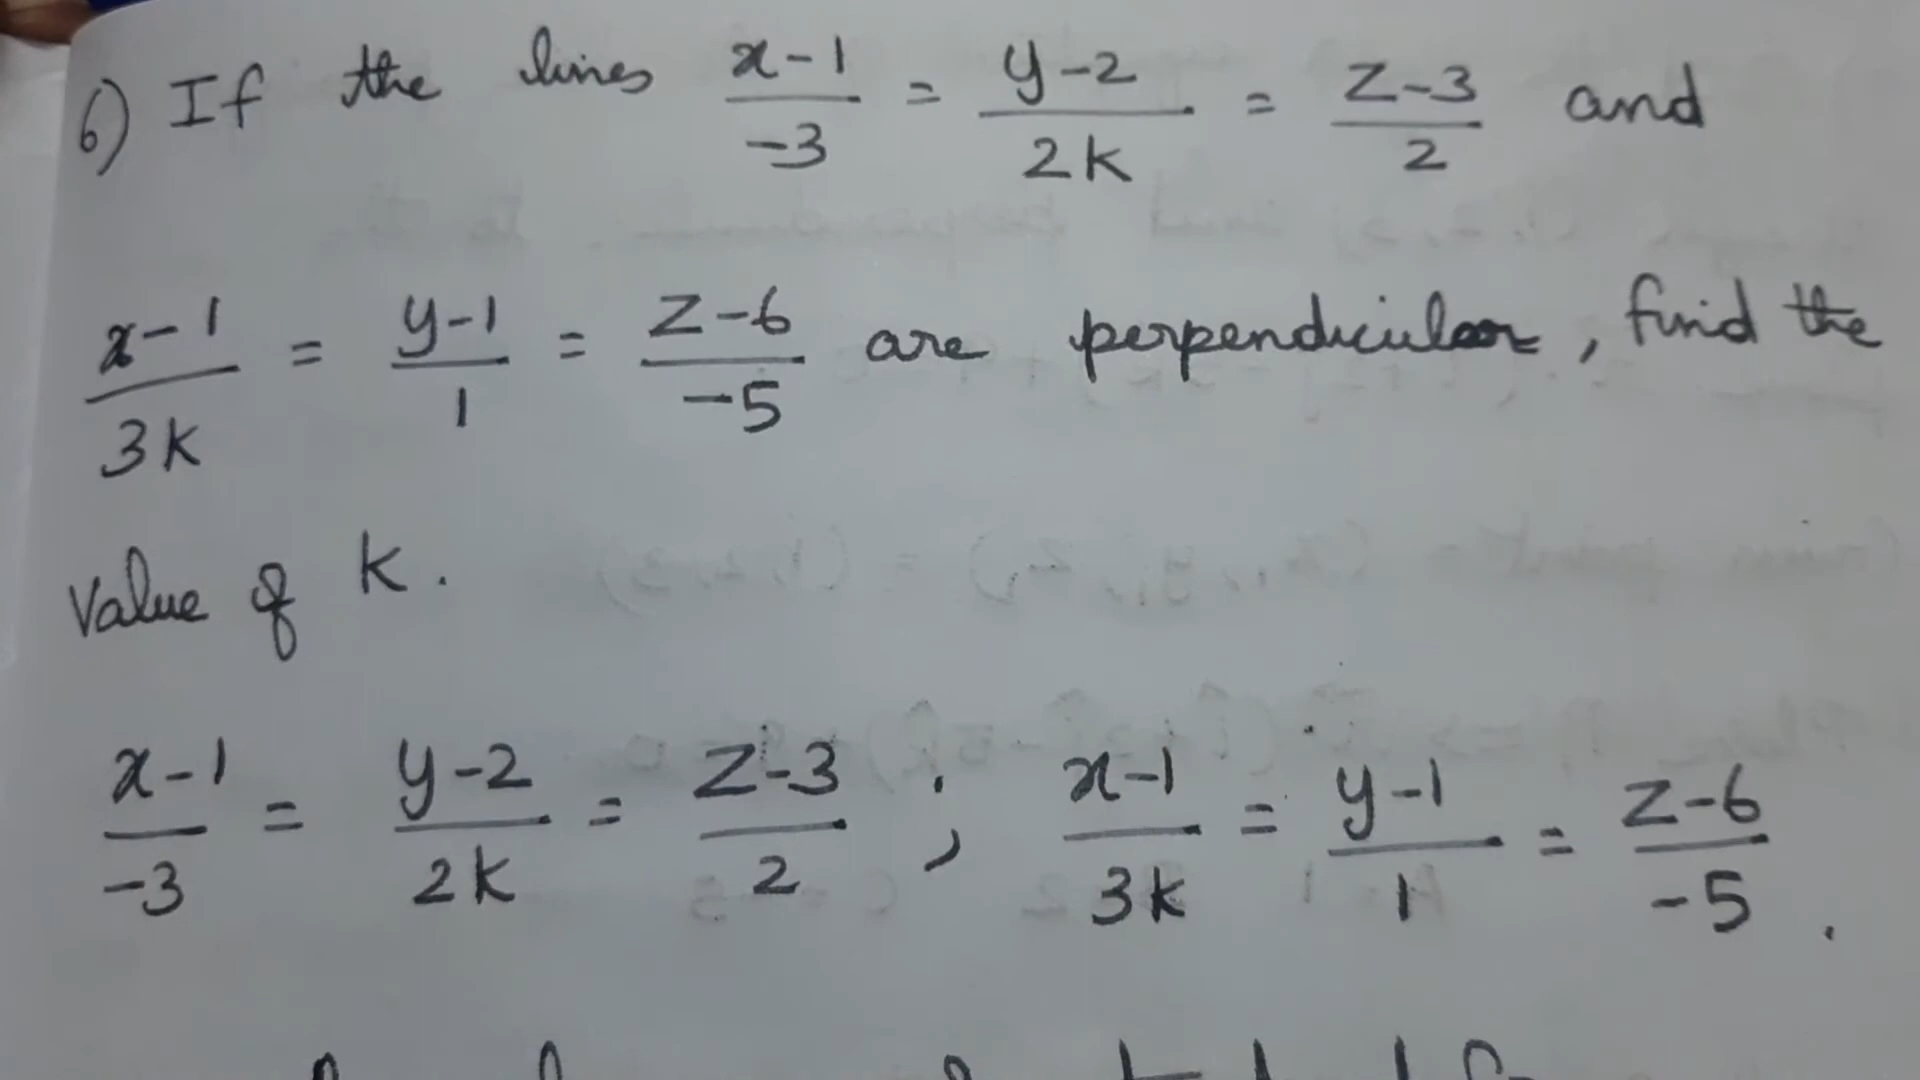 6) If the lines x-1/-3 = y-2/2k = z-3/2 and
x-1/3k = y-1/1 = z-6/-5 are perpendicular, find the
value of k.
x-1/-3 = y-2/2k = z-3/2 ; x-1/3k = y-1/1 = z-6/-5 .